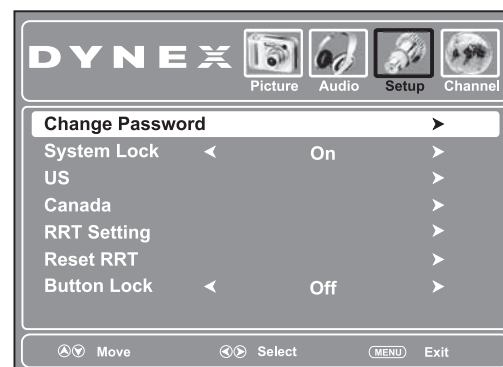 DYNEX
Picture Audio Setup Channel
Change Password
System Lock On
US
Canada
RRT Setting
Reset RRT
Button Lock Off
Move Select MENU Exit